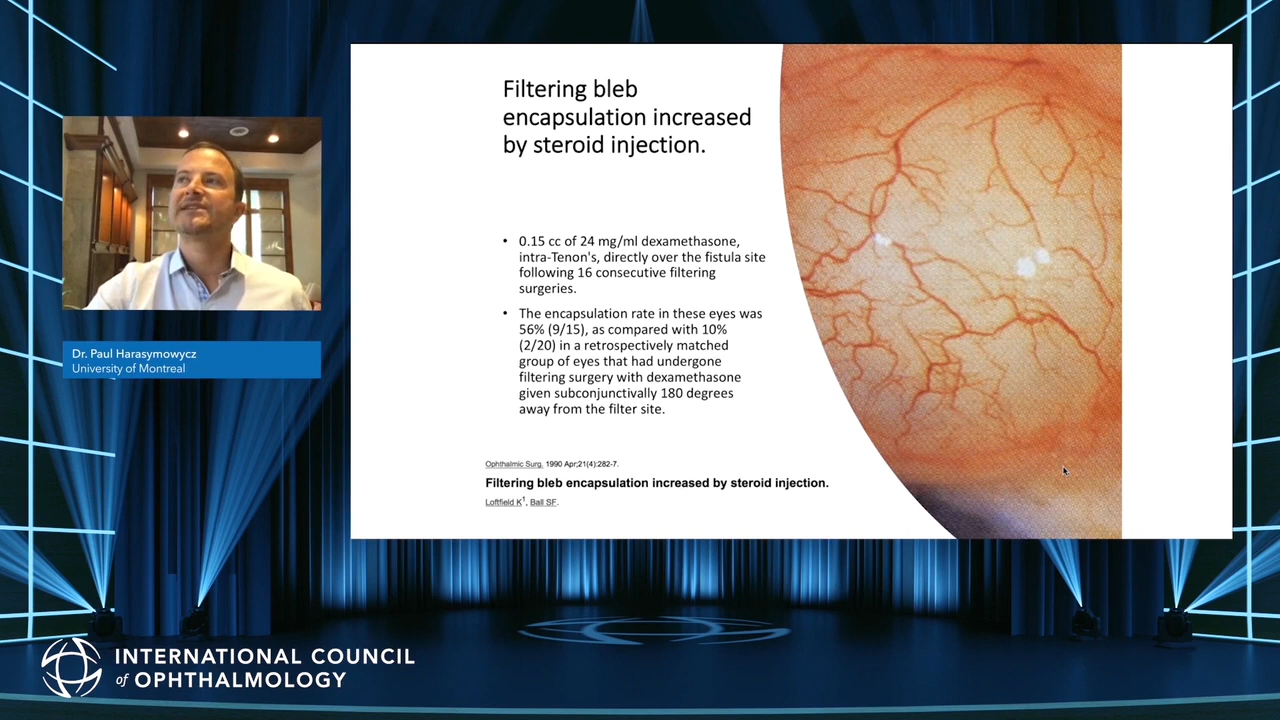 Filtering bleb
encapsulation increased
by steroid injection.
• 0.15 cc of 24 mg/ml dexamethasone,
intra-Tenon's, directly over the fistula site
following 16 consecutive filtering
surgeries.
• The encapsulation rate in these eyes was
56% (9/15), as compared with 10%
(2/20) in a retrospectively matched
group of eyes that had undergone
filtering surgery with dexamethasone
given subconjunctivally 180 degrees
away from the filter site.
Ophthalmic Surg. 1990 Apr;21(4):282-7.
Filtering bleb encapsulation increased by steroid injection.
Loftfield K1, Ball SF.
Dr. Paul Harasymowycz
University of Montreal
INTERNATIONAL COUNCIL
of OPHTHALMOLOGY